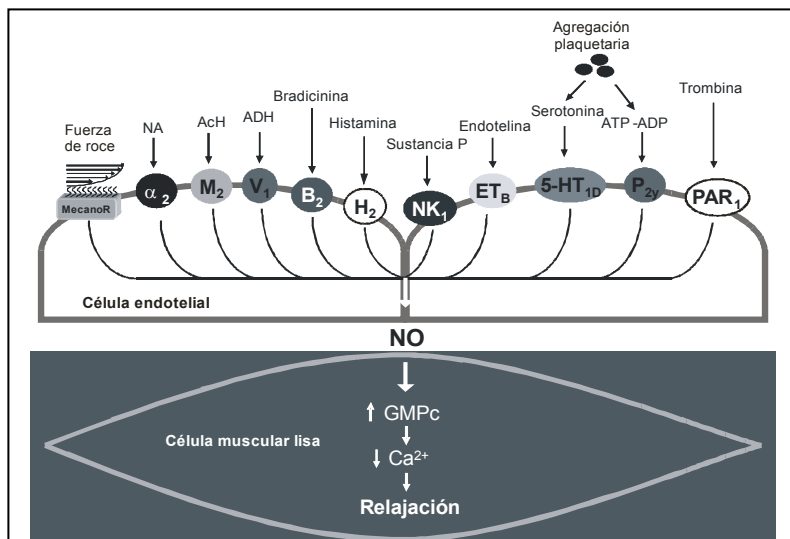 Agregación
plaquetaria
Fuerza
de roce
NA
AcH
ADH
Bradicinina
Histamina
Sustancia P
Endotelina
Serotonina
ATP-ADP
Trombina
MecanoR
α2
M2
V1
B2
H2
NK1
ETB
5-HT1D
P2y
PAR1
Célula endotelial
NO
GMPc
Célula muscular lisa
Ca2+
Relajación